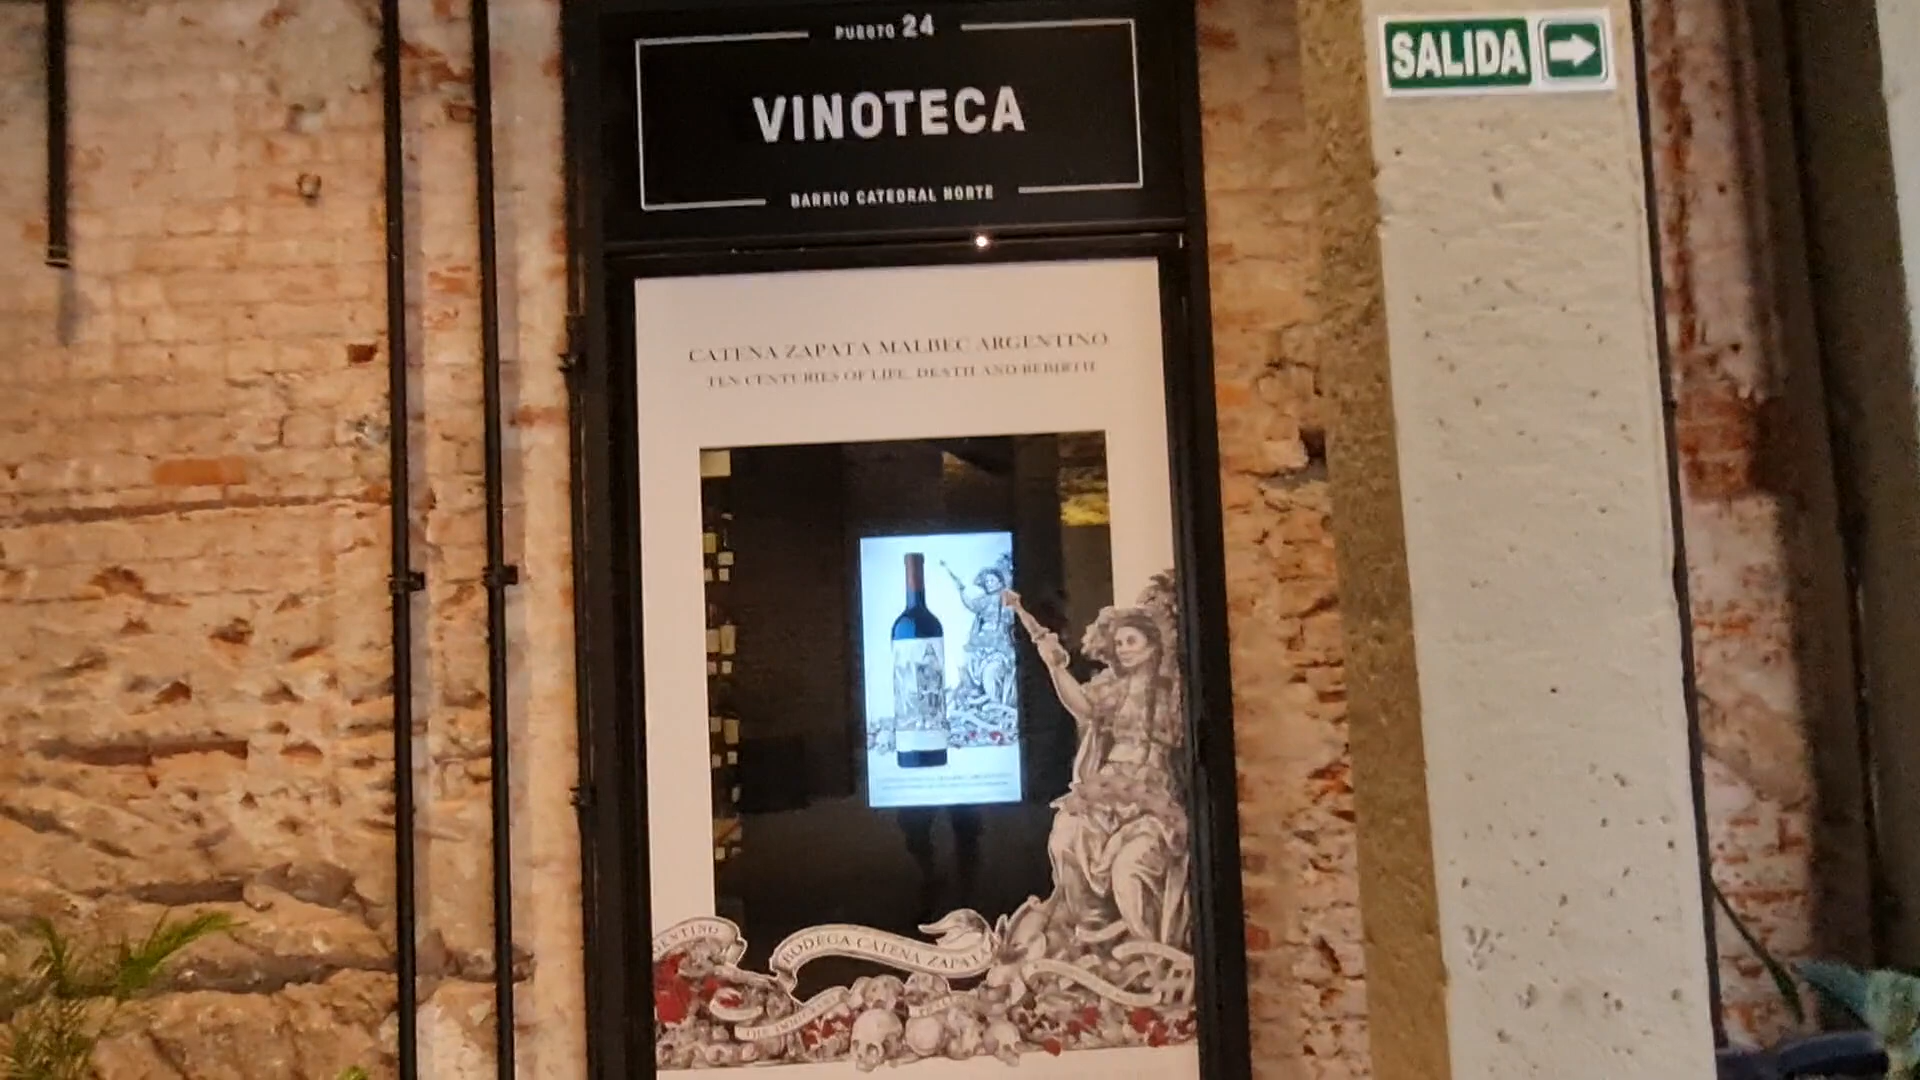 PUESTO 24
VINOTECA
BARRIO CATEDRAL NORTE
SALIDA
CATENA ZAPATA MALBEC ARGENTINO
TEN CENTURIES OF LIFE, DEATH AND REBIRTH
BODEGA CATENA ZAPATA